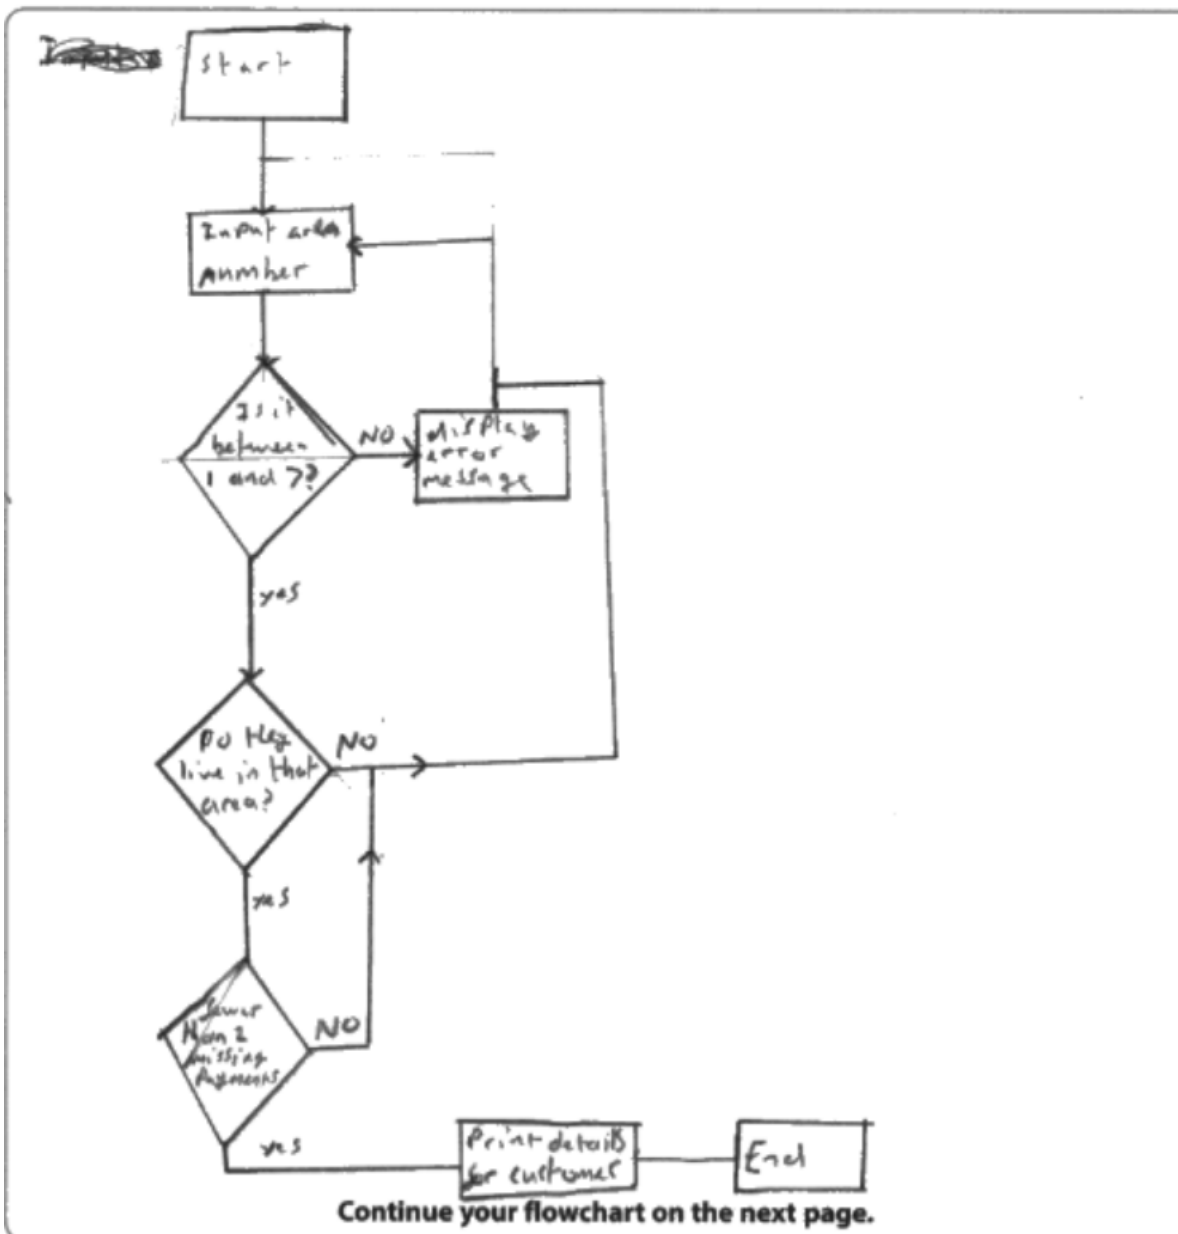 Start
Input area
number
Is it
between
1 and 7?
NO
display
error
message
yes
Do they
live in that
area?
NO
yes
fewer
than 2
missing
payments
NO
yes
Print details
for customer
End
Continue your flowchart on the next page.